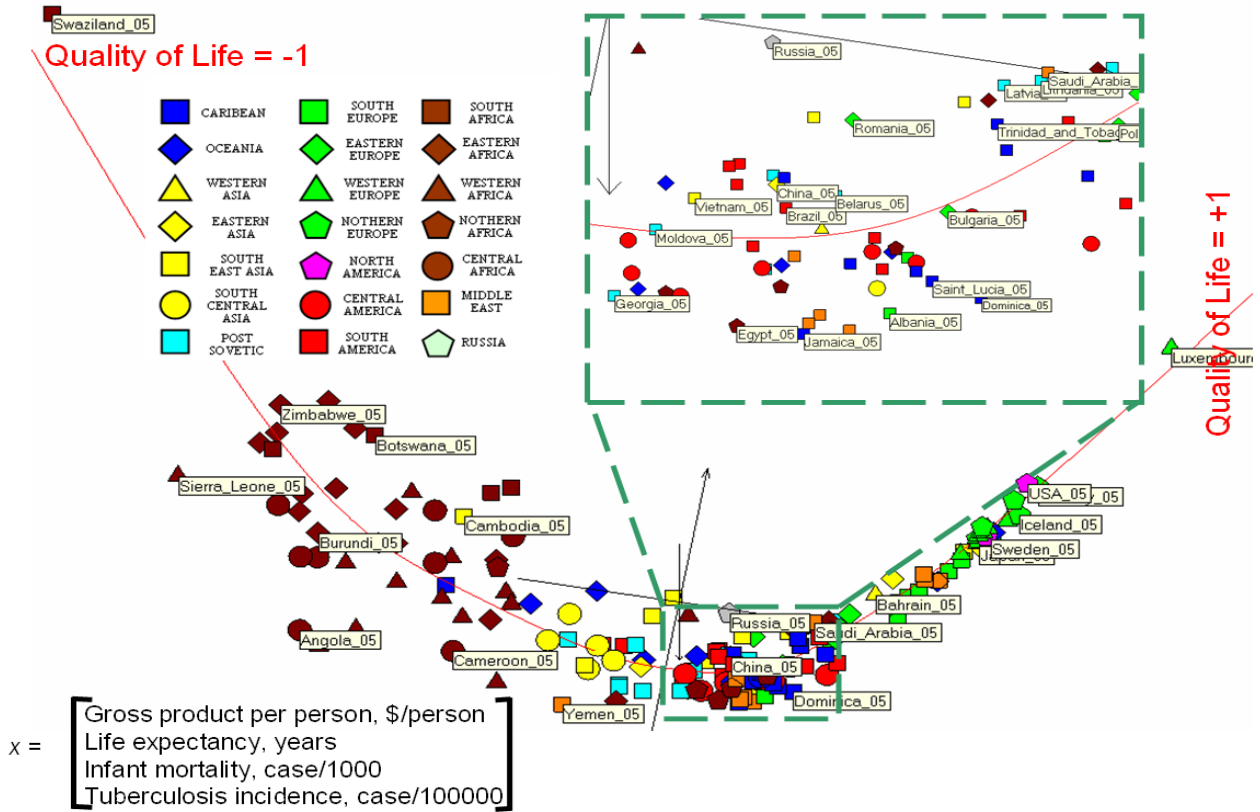 Swaziland_05
Quality of Life = -1
CARIBEAN
OCEANIA
WESTERN
ASIA
EASTERN
ASIA
SOUTH
EAST ASIA
SOUTH
CENTRAL
ASIA
POST
SOVETIC
SOUTH
EUROPE
EASTERN
EUROPE
WESTERN
EUROPE
NOTHERN
EUROPE
NORTH
AMERICA
CENTRAL
AMERICA
SOUTH
AMERICA
SOUTH
AFRICA
EASTERN
AFRICA
WESTERN
AFRICA
NOTHERN
AFRICA
CENTRAL
AFRICA
MIDDLE
EAST
RUSSIA
Russia_05
Saudi_Arabia_
Latvia_
Lithuania_05
Romania_05
Trinidad_and_Tobag
Pol
China_05
Vietnam_05
Belarus_05
Brazil_05
Bulgaria_05
Moldova_05
Saint_Lucia_05
Georgia_05
Dominica_05
Albania_05
Egypt_05
Jamaica_05
Quality of Life = +1
Luxembourg
Zimbabwe_05
Botswana_05
Sierra_Leone_05
USA_05
Cambodia_05
Iceland_05
Burundi_05
Sweden_05
Japan_05
Bahrain_05
Russia_05
Angola_05
Saudi_Arabia_05
Cameroon_05
China_05
Yemen_05
Dominica_05
x =
Gross product per person, $/person
Life expectancy, years
Infant mortality, case/1000
Tuberculosis incidence, case/100000